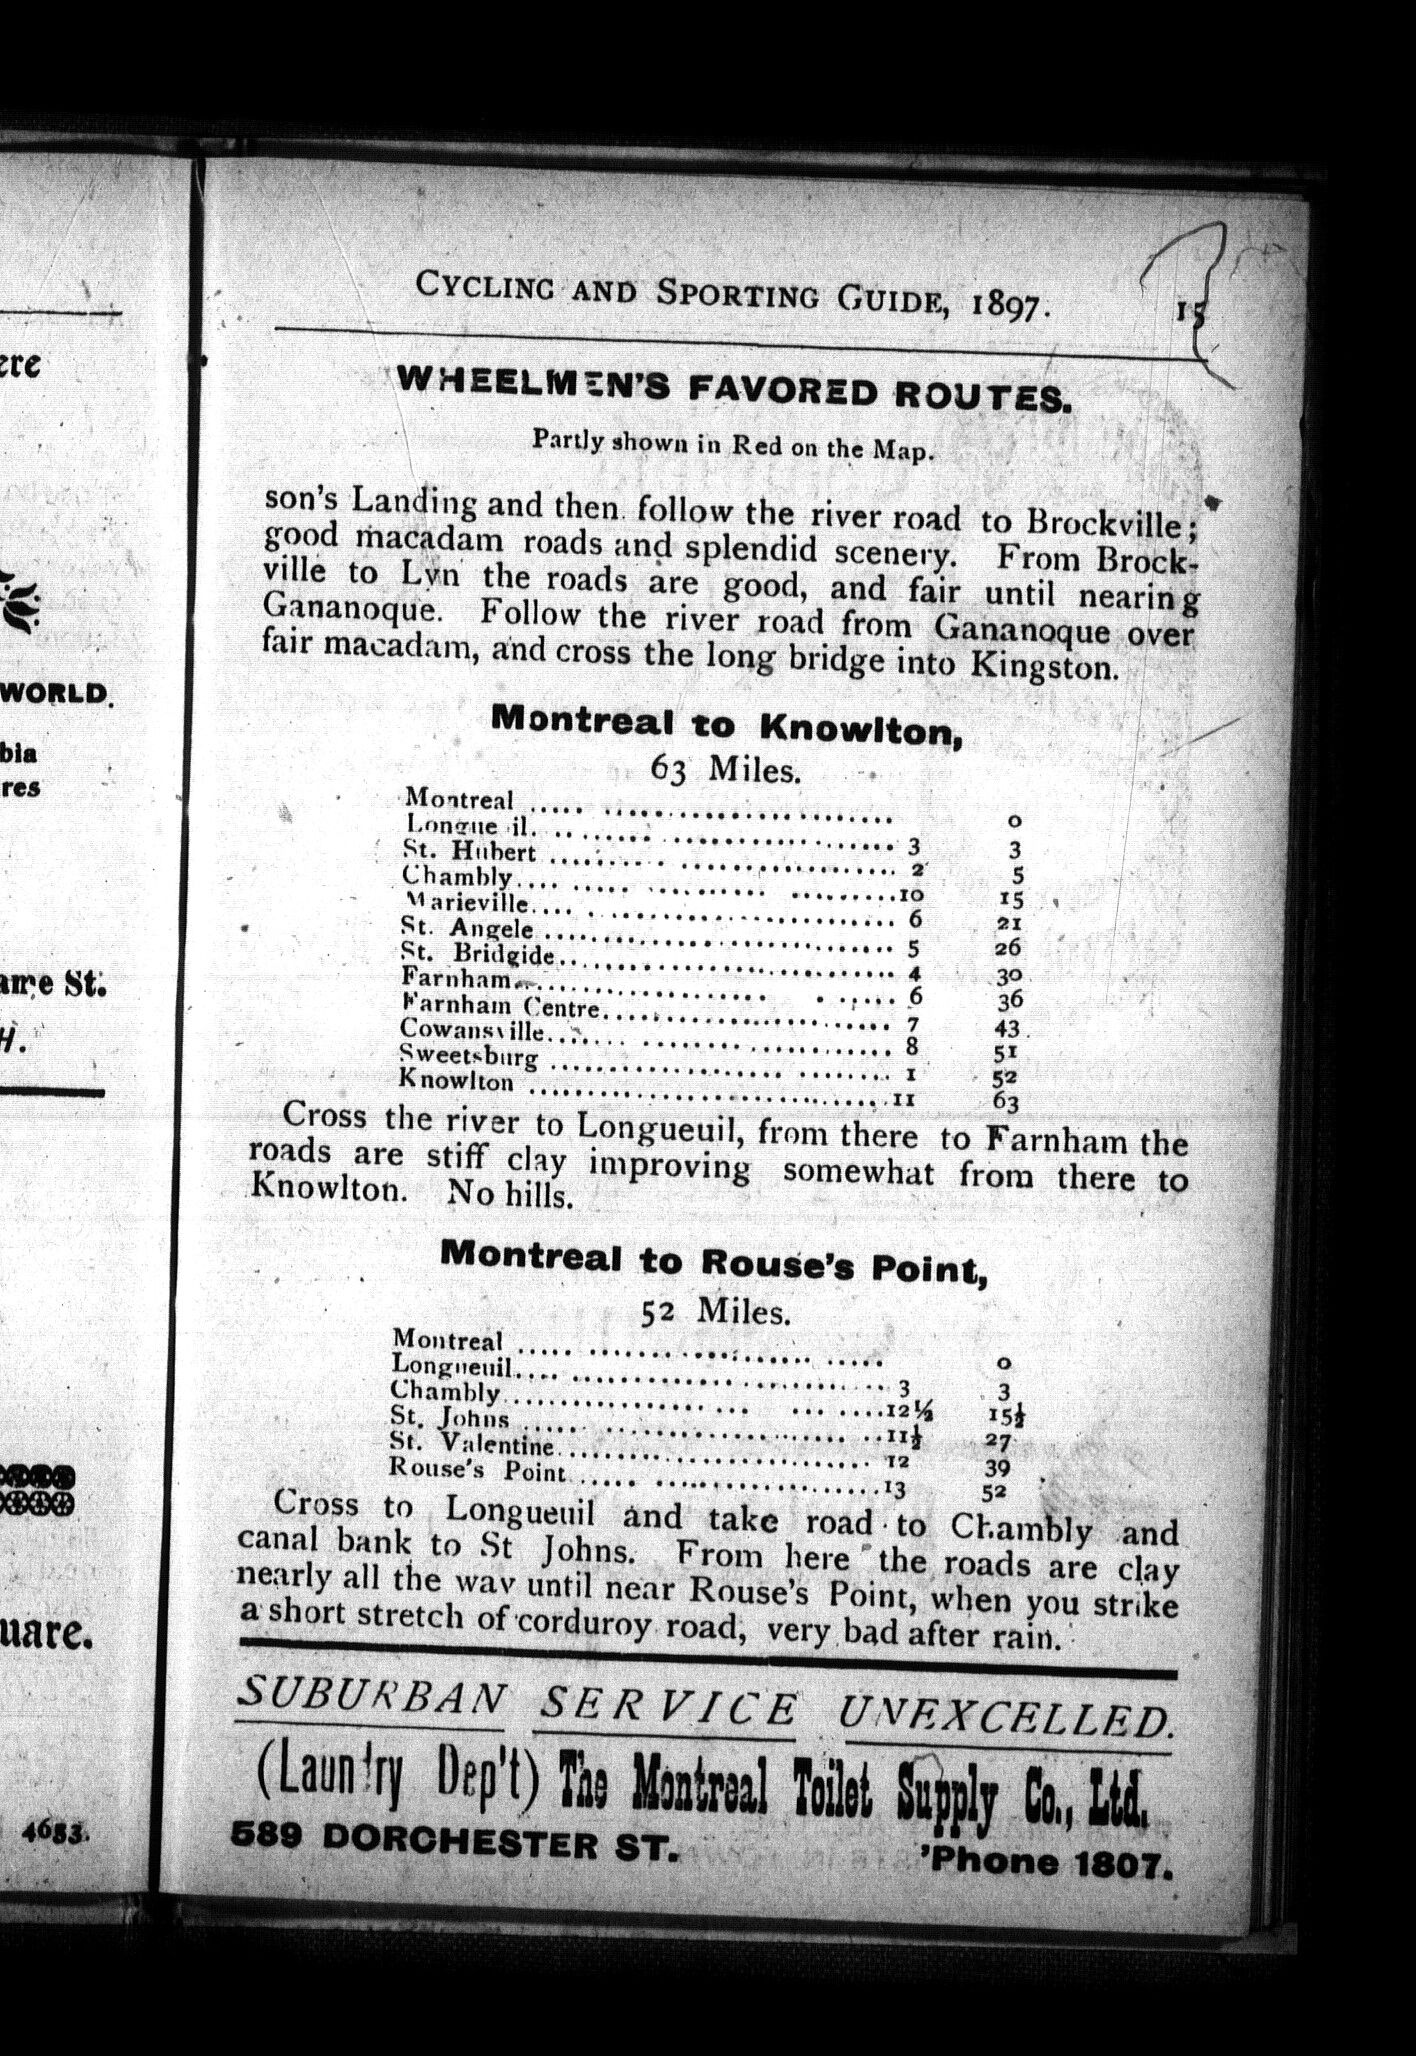 CYCLING AND SPORTING GUIDE, 1897. 15
WHEELMEN'S FAVORED ROUTES.
Partly shown in Red on the Map.
son's Landing and then follow the river road to Brockville;
good macadam roads and splendid scenery. From Brock-
ville to Lyn the roads are good, and fair until nearing
Gananoque. Follow the river road from Gananoque over
fair macadam, and cross the long bridge into Kingston.
Montreal to Knowlton,
63 Miles.
Montreal ........................ 0
Longue il ........................ 3 3
St. Hubert ........................ 2 5
Chambly ........................ 10 15
Marieville ........................ 6 21
St. Angele ........................ 5 26
St. Bridgide ........................ 4 30
Farnham ........................ 6 36
Farnham Centre ........................ 7 43
Cowansville ........................ 8 51
Sweetsburg ........................ 1 52
Knowlton ........................ 11 63
Cross the river to Longueuil, from there to Farnham the
roads are stiff clay improving somewhat from there to
Knowlton. No hills.
Montreal to Rouse's Point,
52 Miles.
Montreal ........................ 0
Longueuil ........................ 3 3
Chambly ........................ 12½ 15½
St. Johns ........................ 11½ 27
St. Valentine ........................ 12 39
Rouse's Point ........................ 13 52
Cross to Longueuil and take road to Chambly and
canal bank to St Johns. From here the roads are clay
nearly all the way until near Rouse's Point, when you strike
a short stretch of corduroy road, very bad after rain.
SUBURBAN SERVICE UNEXCELLED.
(Laundry Dep't) The Montreal Toilet Supply Co., Ltd.
589 DORCHESTER ST. 'Phone 1807.
ere
WORLD.
bia
res
ame St.
H.
uare.
4653.